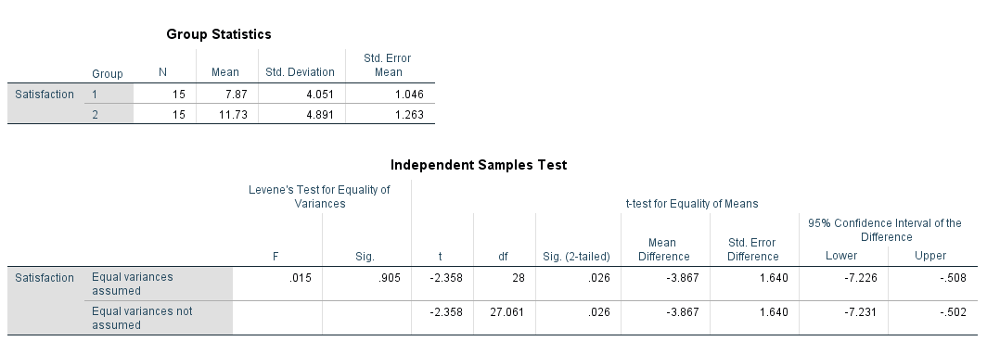 Group Statistics
Group N Mean Std. Deviation Std. Error Mean
Satisfaction 1 15 7.87 4.051 1.046
2 15 11.73 4.891 1.263
Independent Samples Test
Levene's Test for Equality of Variances
t-test for Equality of Means
F Sig. t df Sig. (2-tailed) Mean Difference Std. Error Difference 95% Confidence Interval of the Difference
Lower Upper
Satisfaction Equal variances assumed .015 .905 -2.358 28 .026 -3.867 1.640 -7.226 -.508
Equal variances not assumed -2.358 27.061 .026 -3.867 1.640 -7.231 -.502